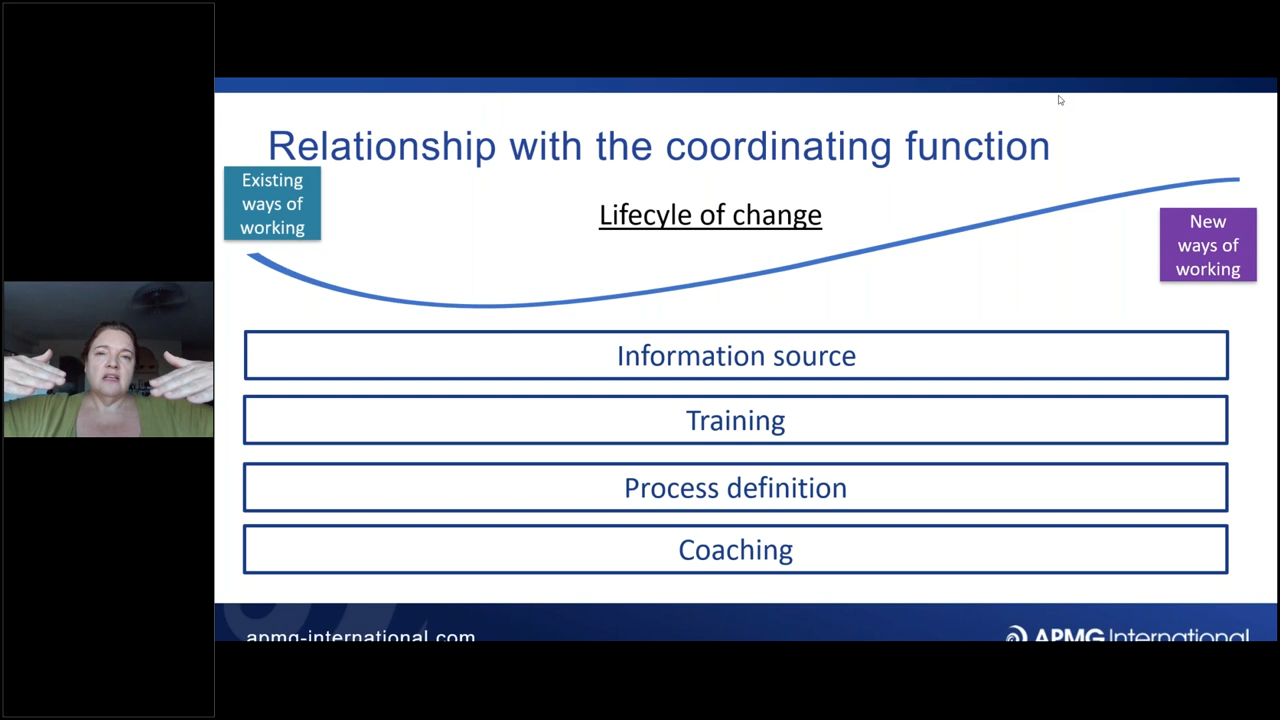 Relationship with the coordinating function
Existing
ways of
working
Lifecyle of change
New
ways of
working
Information source
Training
Process definition
Coaching
apmg-international.com
APMG International